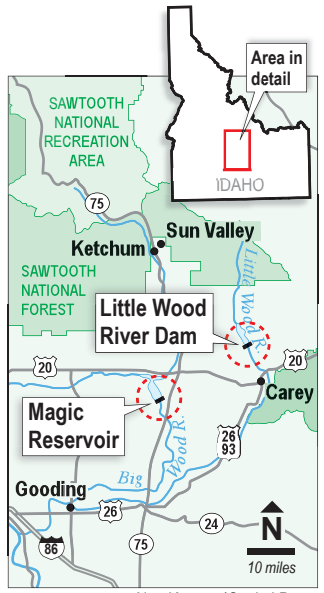 Area in
detail
IDAHO
SAWTOOTH
NATIONAL
RECREATION
AREA
75
Sun Valley
Ketchum
SAWTOOTH
NATIONAL
FOREST
Little Wood R.
Little Wood
River Dam
20
20
Carey
Magic
Reservoir
26
93
Big
Wood R.
Gooding
26
24
N
86
75
10 miles